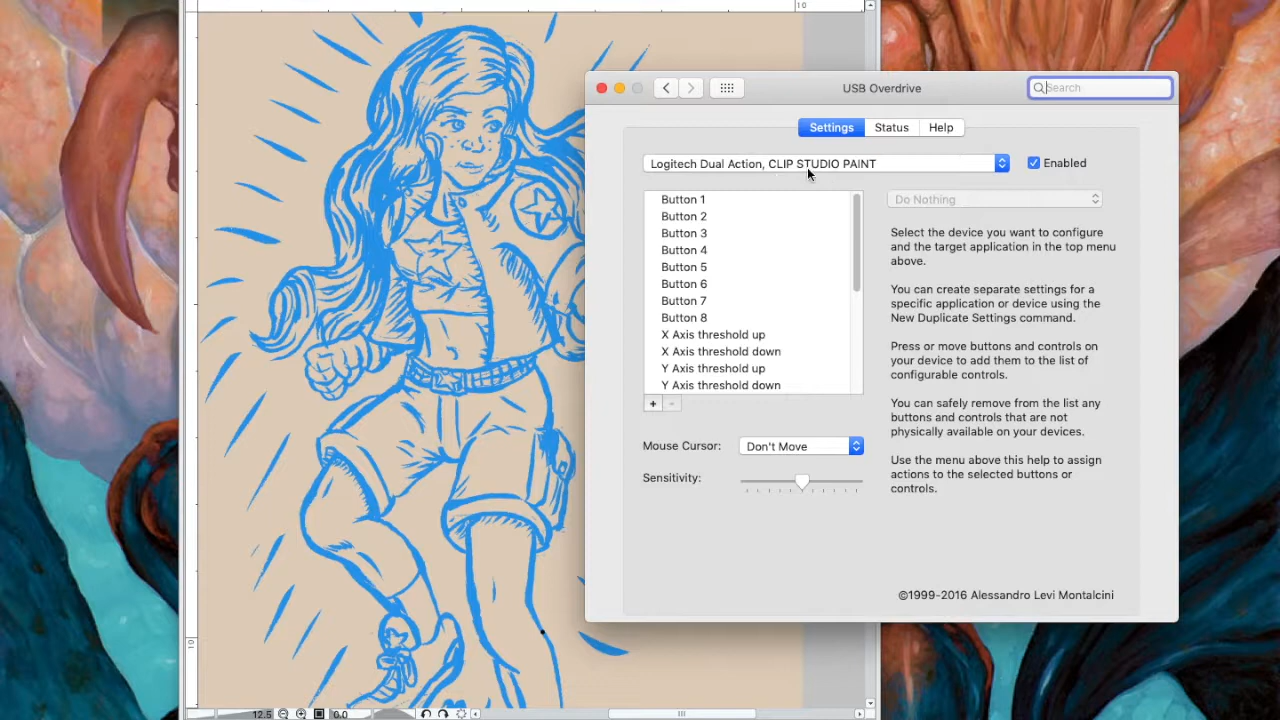 10
USB Overdrive
Search
Settings
Status
Help
Logitech Dual Action, CLIP STUDIO PAINT
Enabled
Button 1
Button 2
Button 3
Button 4
Button 5
Button 6
Button 7
Button 8
X Axis threshold up
X Axis threshold down
Y Axis threshold up
Y Axis threshold down
+
-
Do Nothing
Select the device you want to configure
and the target application in the top menu
above.
You can create separate settings for a
specific application or device using the
New Duplicate Settings command.
Press or move buttons and controls on
your device to add them to the list of
configurable controls.
You can safely remove from the list any
buttons and controls that are not
physically available on your devices.
Use the menu above this help to assign
actions to the selected buttons or
controls.
Mouse Cursor:
Don't Move
Sensitivity:
©1999-2016 Alessandro Levi Montalcini
10
12.5
0.0